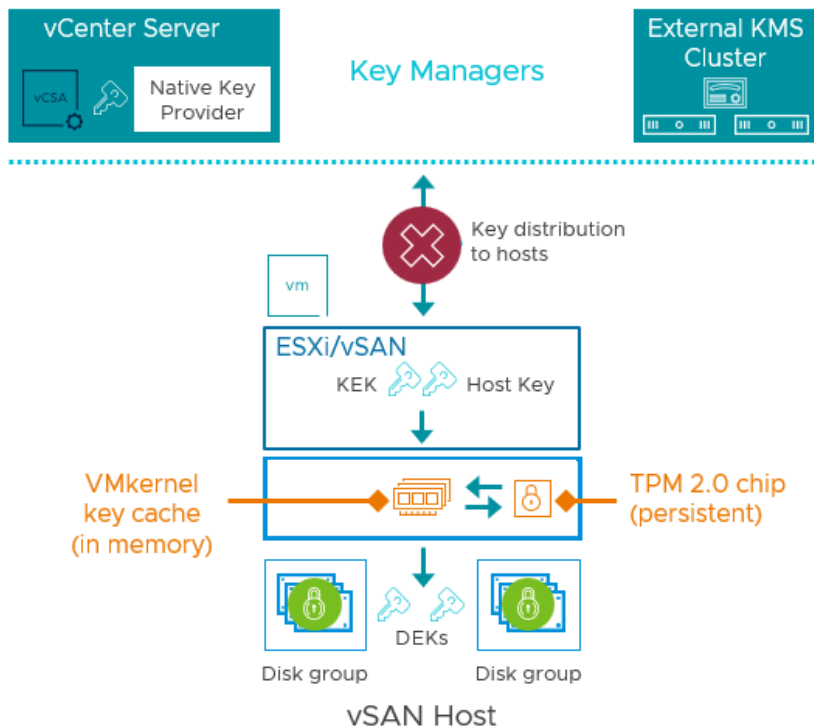 vCenter Server
vCSA
Native Key
Provider
Key Managers
External KMS
Cluster
Key distribution
to hosts
vm
ESXi/vSAN
KEK
Host Key
VMkernel
key cache
(in memory)
TPM 2.0 chip
(persistent)
DEKs
Disk group
Disk group
vSAN Host